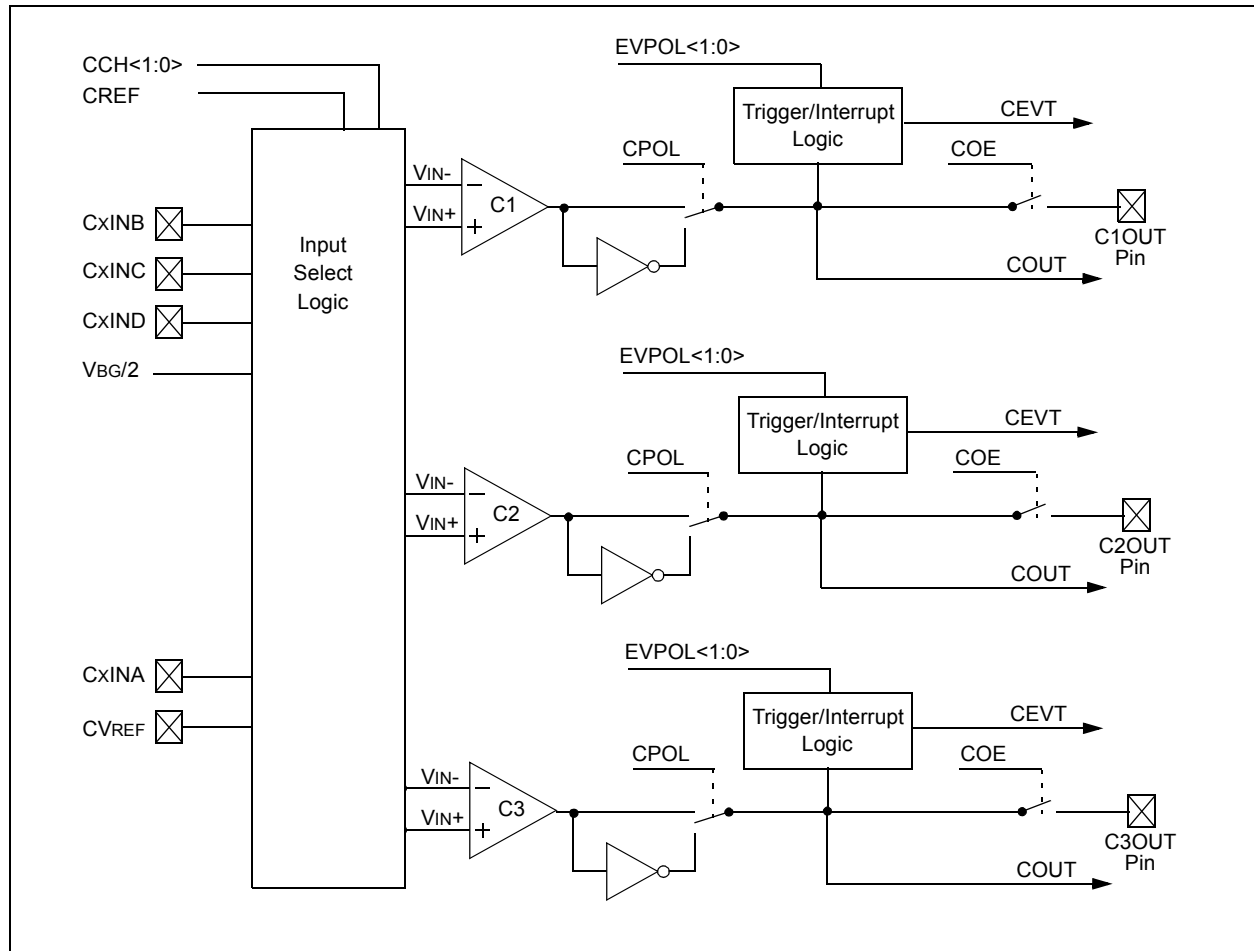 CCH<1:0>
CREF
CXINB
CXINC
CXIND
VBG/2
CXINA
CVREF
Input
Select
Logic
EVPOL<1:0>
Trigger/Interrupt
Logic
CEVT
CPOL
COE
VIN-
VIN+
−
+
C1
C1OUT
Pin
COUT
EVPOL<1:0>
Trigger/Interrupt
Logic
CEVT
CPOL
COE
VIN-
VIN+
−
+
C2
C2OUT
Pin
COUT
EVPOL<1:0>
Trigger/Interrupt
Logic
CEVT
CPOL
COE
VIN-
VIN+
−
+
C3
C3OUT
Pin
COUT